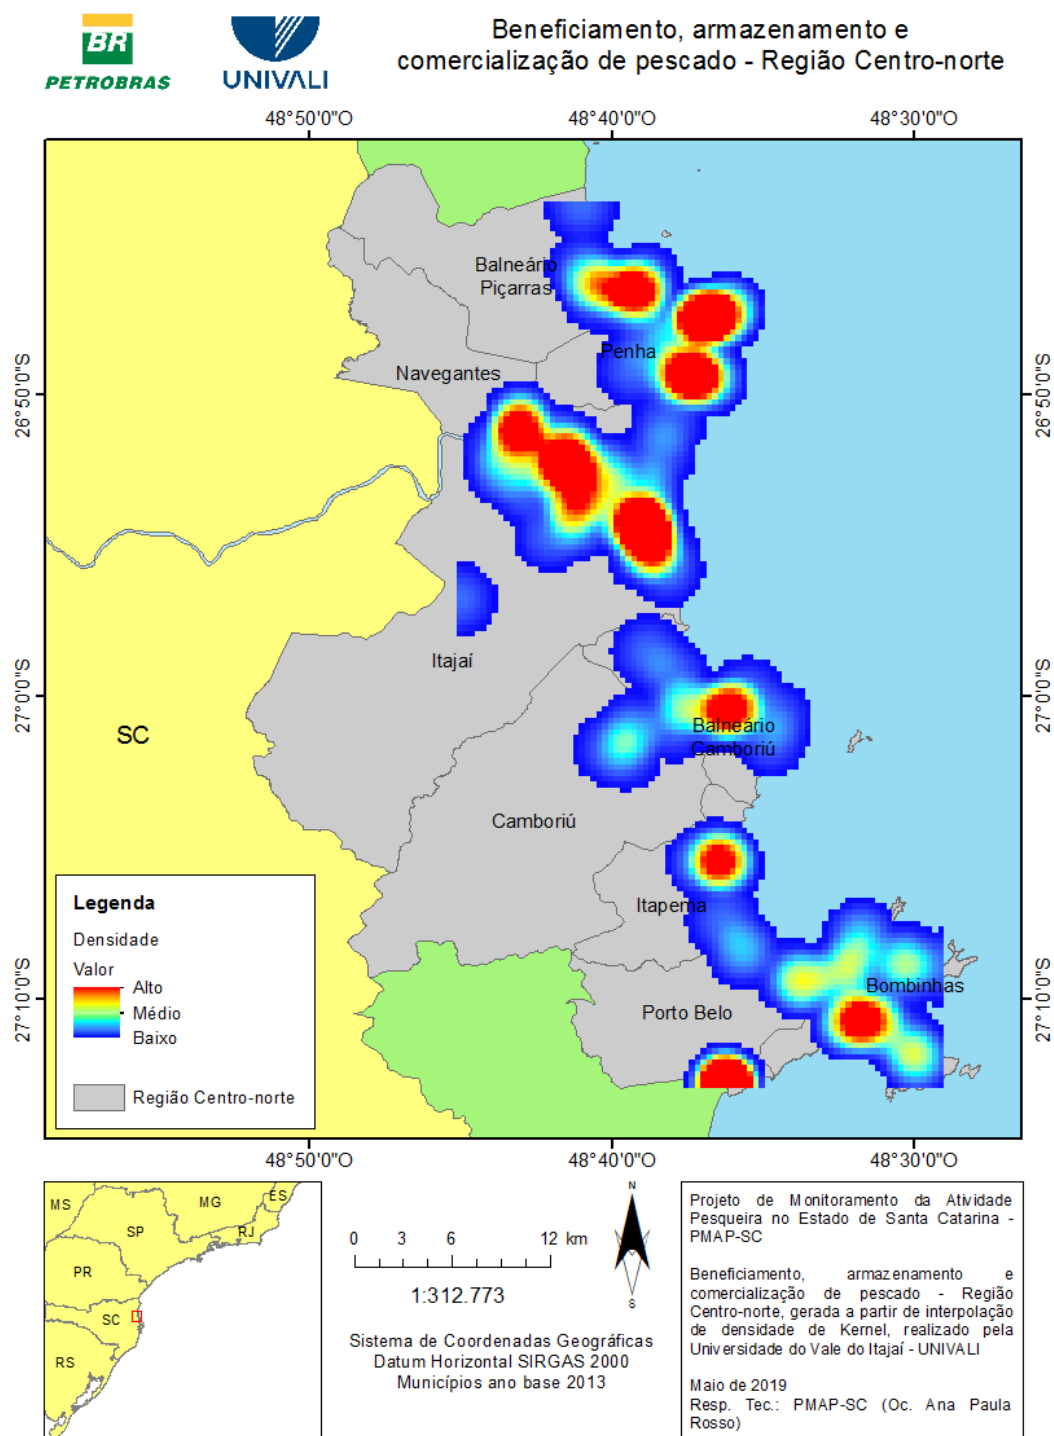 BR
PETROBRAS
UNIVALI
Beneficiamento, armazenamento e
comercialização de pescado - Região Centro-norte
48°50'0"O 48°40'0"O 48°30'0"O
26°50'0"S 26°50'0"S
27°0'0"S 27°0'0"S
27°10'0"S 27°10'0"S
Balneário
Piçarras
Penha
Navegantes
Itajaí
SC
Balneário
Camboriú
Camboriú
Itapema
Bombinhas
Porto Belo
Legenda
Densidade
Valor
Alto
Médio
Baixo
Região Centro-norte
48°50'0"O 48°40'0"O 48°30'0"O
MS
MG
ES
SP
RJ
PR
SC
RS
0 3 6 12 km
1:312.773
N
S
Sistema de Coordenadas Geográficas
Datum Horizontal SIRGAS 2000
Municípios ano base 2013
Projeto de Monitoramento da Atividade
Pesqueira no Estado de Santa Catarina -
PMAP-SC
Beneficiamento, armazenamento e
comercialização de pescado - Região
Centro-norte, gerada a partir de interpolação
de densidade de Kernel, realizado pela
Universidade do Vale do Itajaí - UNIVALI
Maio de 2019
Resp. Tec.: PMAP-SC (Oc. Ana Paula
Rosso)